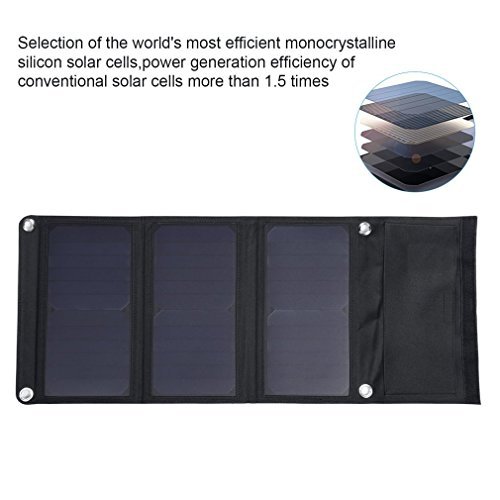 Selection of the world's most efficient monocrystalline
silicon solar cells,power generation efficiency of
conventional solar cells more than 1.5 times